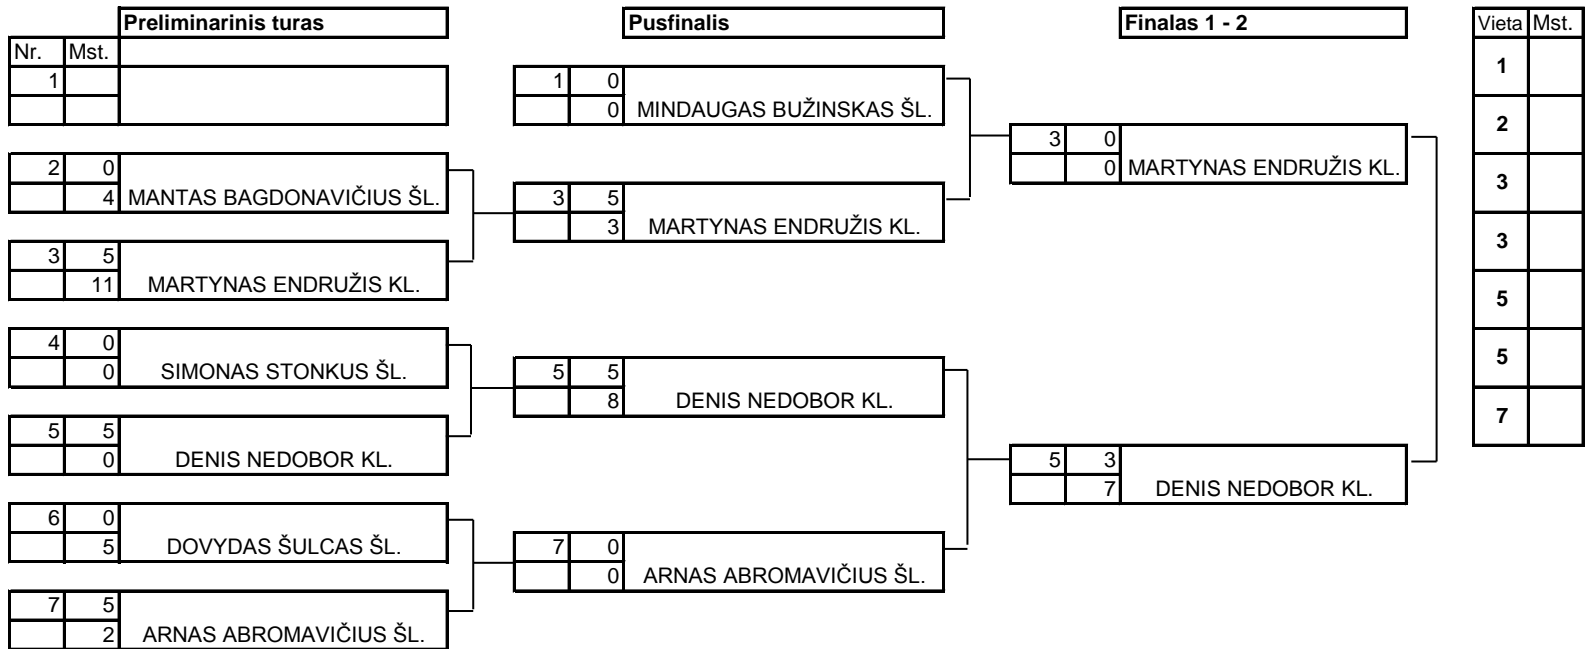 Preliminarinis turas Pusfinalis Finalas 1 - 2 Vieta Mst.
Nr. Mst.
1 1 0 1
0 MINDAUGAS BUŽINSKAS ŠL.
2
3 0
2 0 0 MARTYNAS ENDRUŽIS KL.
4 MANTAS BAGDONAVIČIUS ŠL. 3 5 3
3 MARTYNAS ENDRUŽIS KL.
3 5 3
11 MARTYNAS ENDRUŽIS KL.
5
4 0
0 SIMONAS STONKUS ŠL. 5 5 5
8 DENIS NEDOBOR KL.
5 5 7
0 DENIS NEDOBOR KL. 5 3
7 DENIS NEDOBOR KL.
6 0
5 DOVYDAS ŠULCAS ŠL. 7 0
0 ARNAS ABROMAVIČIUS ŠL.
7 5
2 ARNAS ABROMAVIČIUS ŠL.